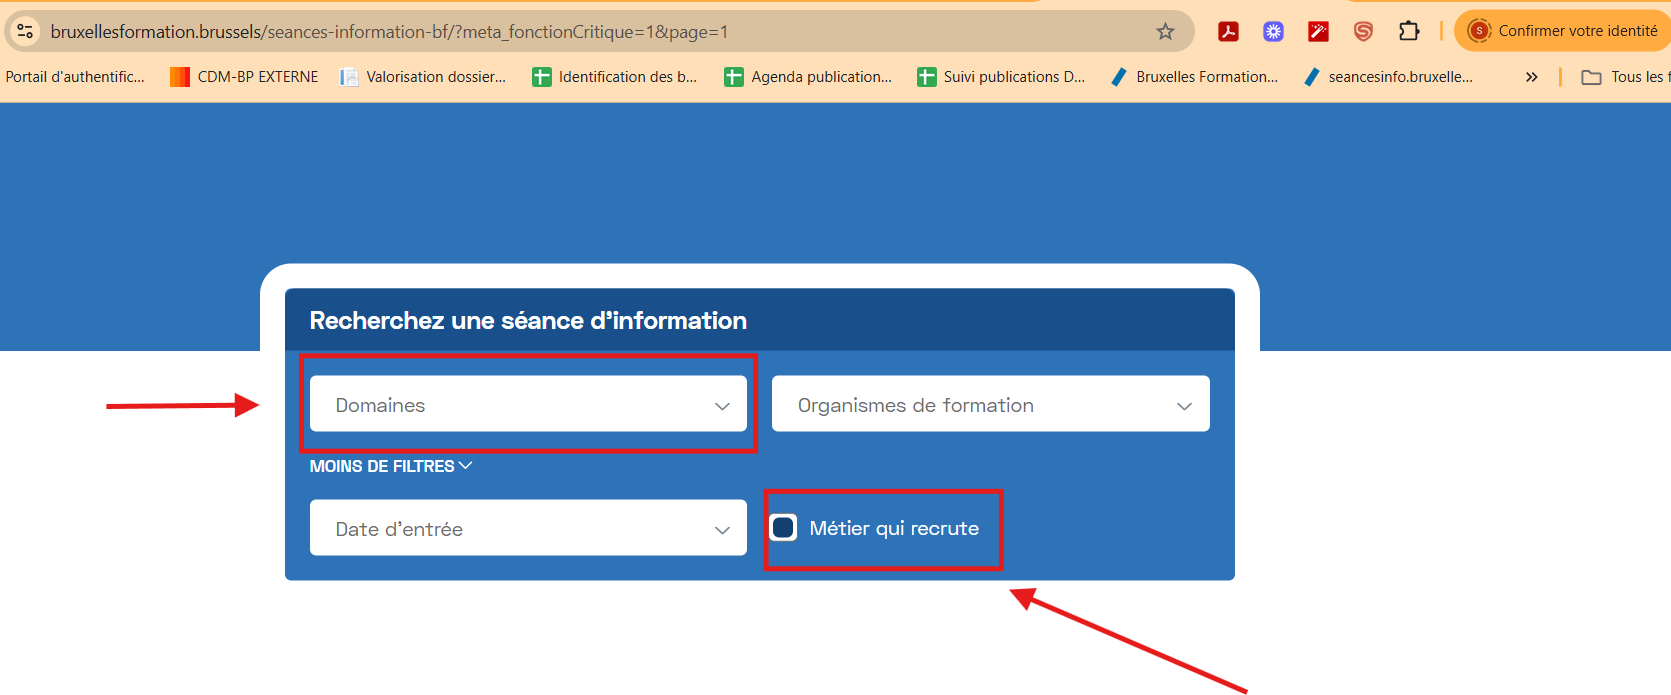 bruxellesformation.brussels/seances-information-bf/?meta_fonctionCritique=1&page=1
S
Confirmer votre identité
Portail d'authentific...
CDM-BP EXTERNE
Valorisation dossier...
Identification des b...
Agenda publication...
Suivi publications D...
Bruxelles Formation...
seancesinfo.bruxelle...
»
Tous les f
Recherchez une séance d'information
Domaines
Organismes de formation
MOINS DE FILTRES
Date d'entrée
Métier qui recrute